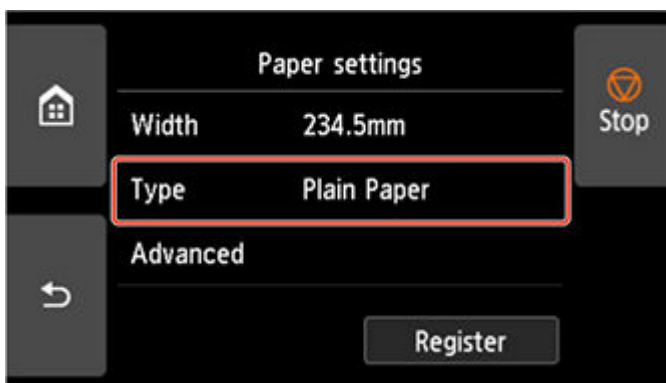 Paper settings
Stop
Width 234.5mm
Type Plain Paper
Advanced
Register